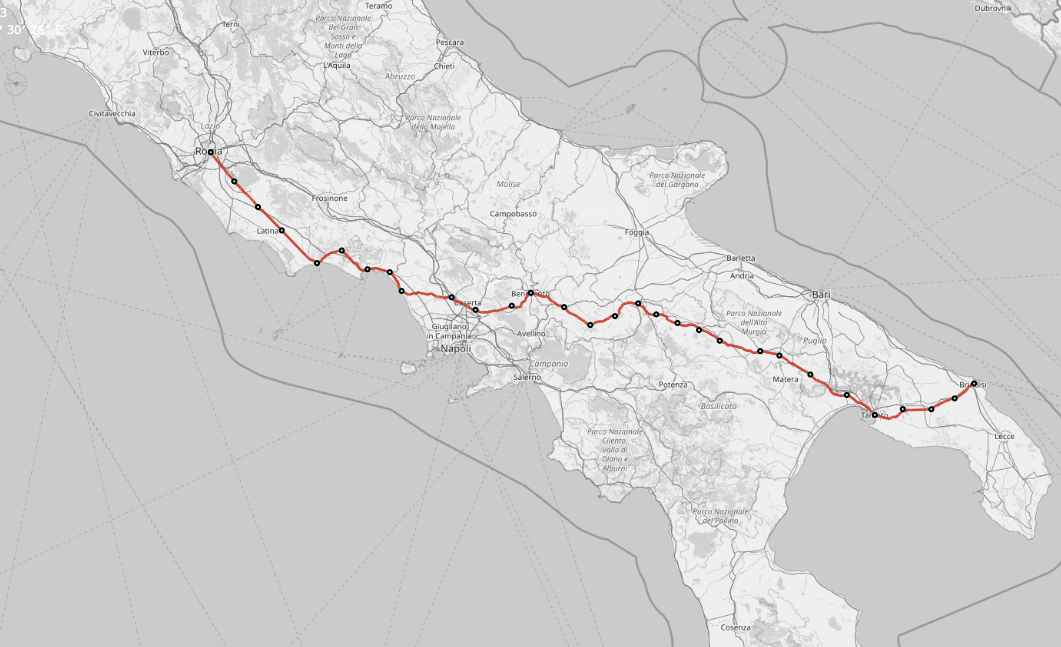 3
Teramo
Dubrovnik
Terni
Parco Nazionale
del Gran
Sasso e
Monti della
Laga
Pescara
Viterbo
L'Aquila
Chieti
Abruzzo
Civitavecchia
Parco Nazionale
della Majella
Lazio
Roma
Parco Nazionale
del Gargano
Molise
Frosinone
Campobasso
Latina
Foggia
Barletta
Andria
Bari
Benevento
Caserta
Giugliano
in Campania
Avellino
Parco Nazionale
dell'Alta
Murgia
Puglia
Napoli
Campania
Salerno
Matera
Potenza
Brindisi
Basilicata
Taranto
Lecce
Parco Nazionale
Cilento
Vallo di
Diano e
Alburni
Parco Nazionale
del Pollino
Cosenza